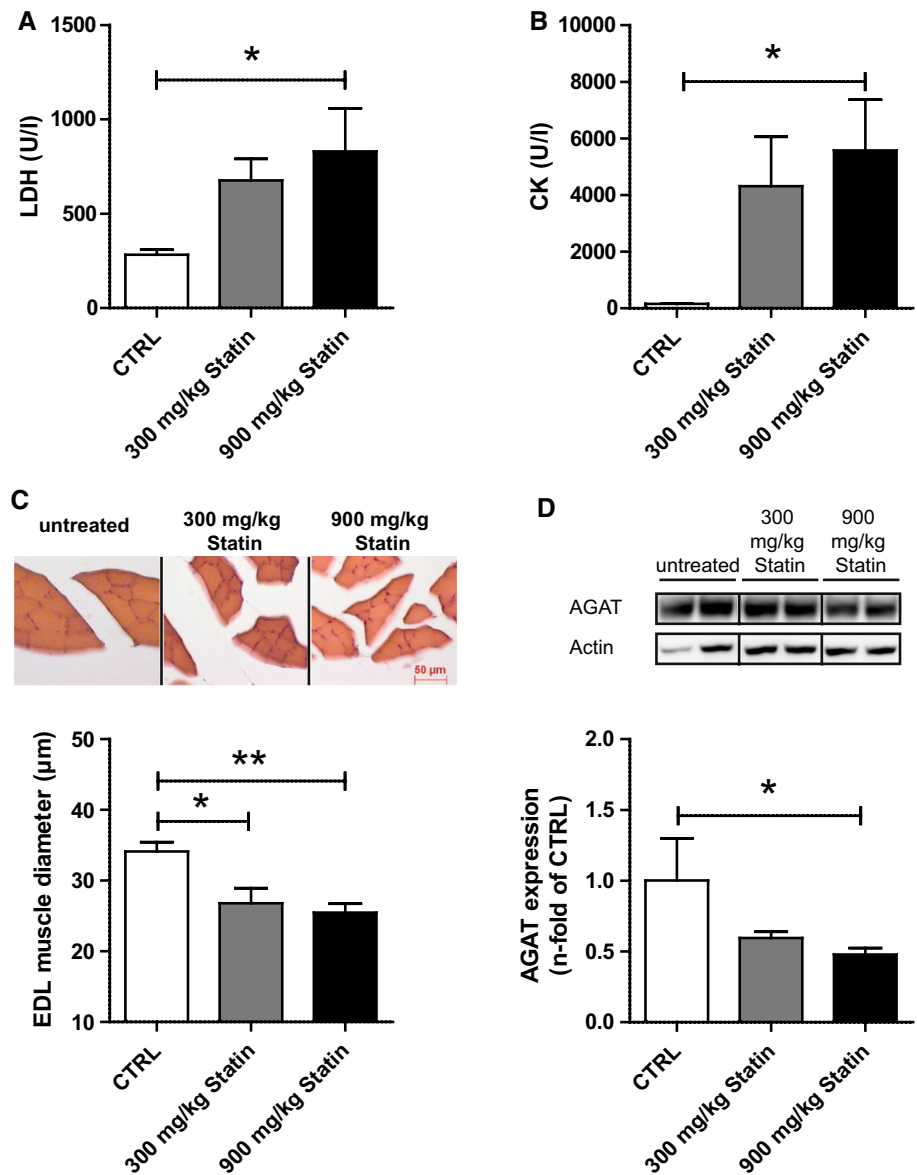 A
LDH (U/l)
1500
1000
500
0
*
CTRL
300 mg/kg Statin
900 mg/kg Statin
B
CK (U/l)
10000
8000
6000
4000
2000
0
*
CTRL
300 mg/kg Statin
900 mg/kg Statin
C
untreated
300 mg/kg
Statin
900 mg/kg
Statin
50 µm
EDL muscle diameter (µm)
50
40
30
20
10
**
*
CTRL
300 mg/kg Statin
900 mg/kg Statin
D
untreated
300
mg/kg
Statin
900
mg/kg
Statin
AGAT
Actin
AGAT expression
(n-fold of CTRL)
2.0
1.5
1.0
0.5
0.0
*
CTRL
300 mg/kg Statin
900 mg/kg Statin